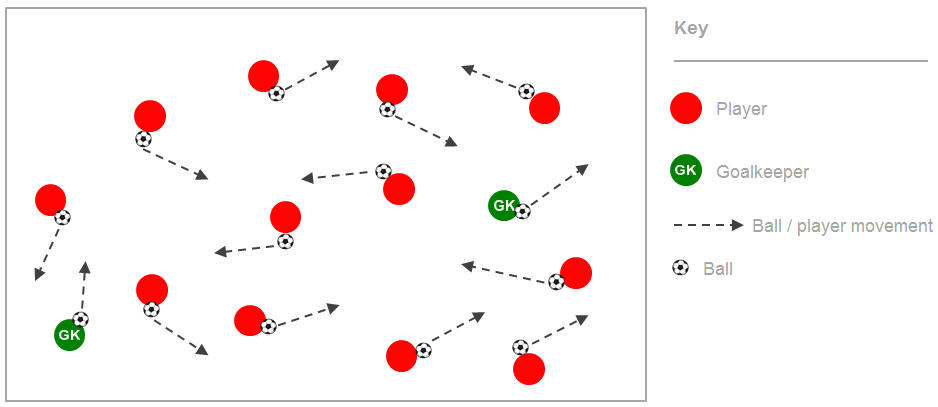 Key
Player
GK
Goalkeeper
GK
Ball / player movement
Ball
GK